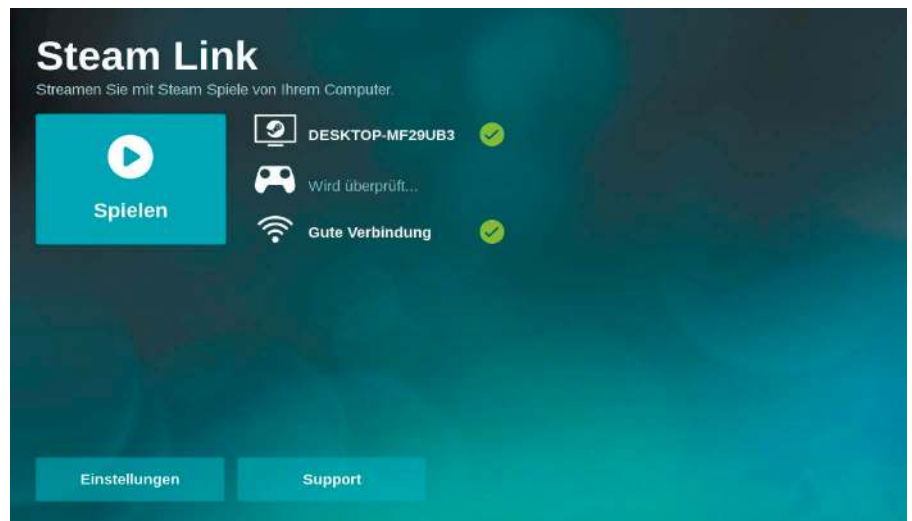 Steam Link
Streamen Sie mit Steam Spiele von Ihrem Computer.
Spielen
DESKTOP-MF29UB3
Wird überprüft...
Gute Verbindung
Einstellungen
Support